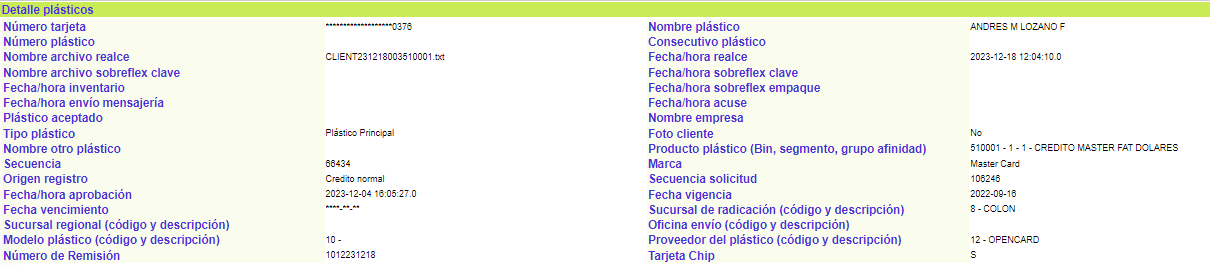 Detalle plásticos
Número tarjeta ********************0376 Nombre plástico ANDRES M LOZANO F
Número plástico Consecutivo plástico
Nombre archivo realce CLIENT231218003510001.txt Fecha/hora realce 2023-12-18 12:04:10.0
Nombre archivo sobreflex clave Fecha/hora sobreflex clave
Fecha/hora inventario Fecha/hora sobreflex empaque
Fecha/hora envío mensajería Fecha/hora acuse
Plástico aceptado Nombre empresa
Tipo plástico Plástico Principal Foto cliente No
Nombre otro plástico Producto plástico (Bin, segmento, grupo afinidad) 510001 - 1 - 1 - CREDITO MASTER FAT DOLARES
Secuencia 66434 Marca Master Card
Origen registro Credito normal Secuencia solicitud 106246
Fecha/hora aprobación 2023-12-04 16:05:27.0 Fecha vigencia 2022-09-16
Fecha vencimiento ****-**-** Sucursal de radicación (código y descripción) 8 - COLON
Sucursal regional (código y descripción) Oficina envío (código y descripción)
Modelo plástico (código y descripción) 10 - Proveedor del plástico (código y descripción) 12 - OPENCARD
Número de Remisión 1012231218 Tarjeta Chip S